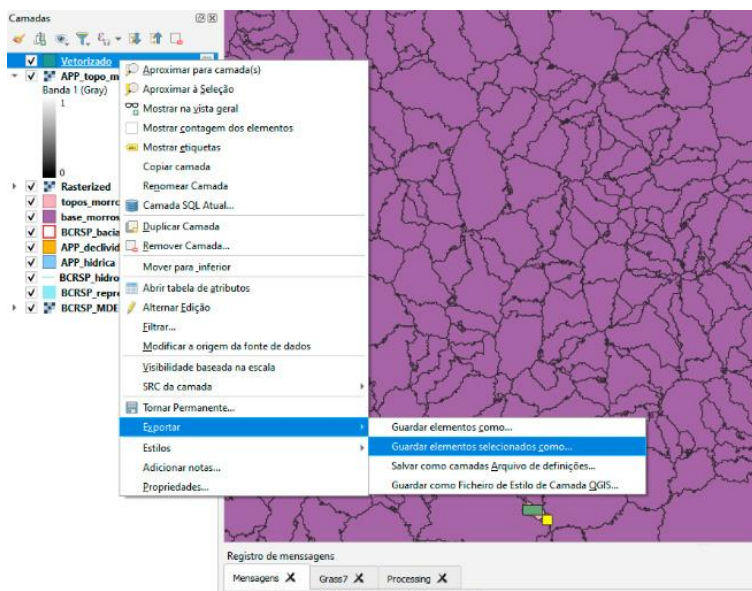 Camadas
Vetorizado
APP_topo_m
Banda 1 (Gray)
1
0
Rasterized
topos_morro
base_morros
BCRSP_bacia
APP_declivid
APP_hidrica
BCRSP_hidro
BCRSP_repre
BCRSP_MDE
Aproximar para camada(s)
Aproximar à Seleção
Mostrar na vista geral
Mostrar contagem dos elementos
Mostrar etiquetas
Copiar camada
Renomear Camada
Camada SQL Atual...
Duplicar Camada
Remover Camada...
Mover para inferior
Abrir tabela de atributos
Alternar Edição
Filtrar...
Modificar a origem da fonte de dados
Visibilidade baseada na escala
SRC da camada
Tornar Permanente...
Exportar
Estilos
Adicionar notas...
Propriedades...
Guardar elementos como...
Guardar elementos selecionados como...
Salvar como camadas Arquivo de definições...
Guardar como Ficheiro de Estilo de Camada QGIS...
Registro de menssagens
Mensagens
Grass7
Processing